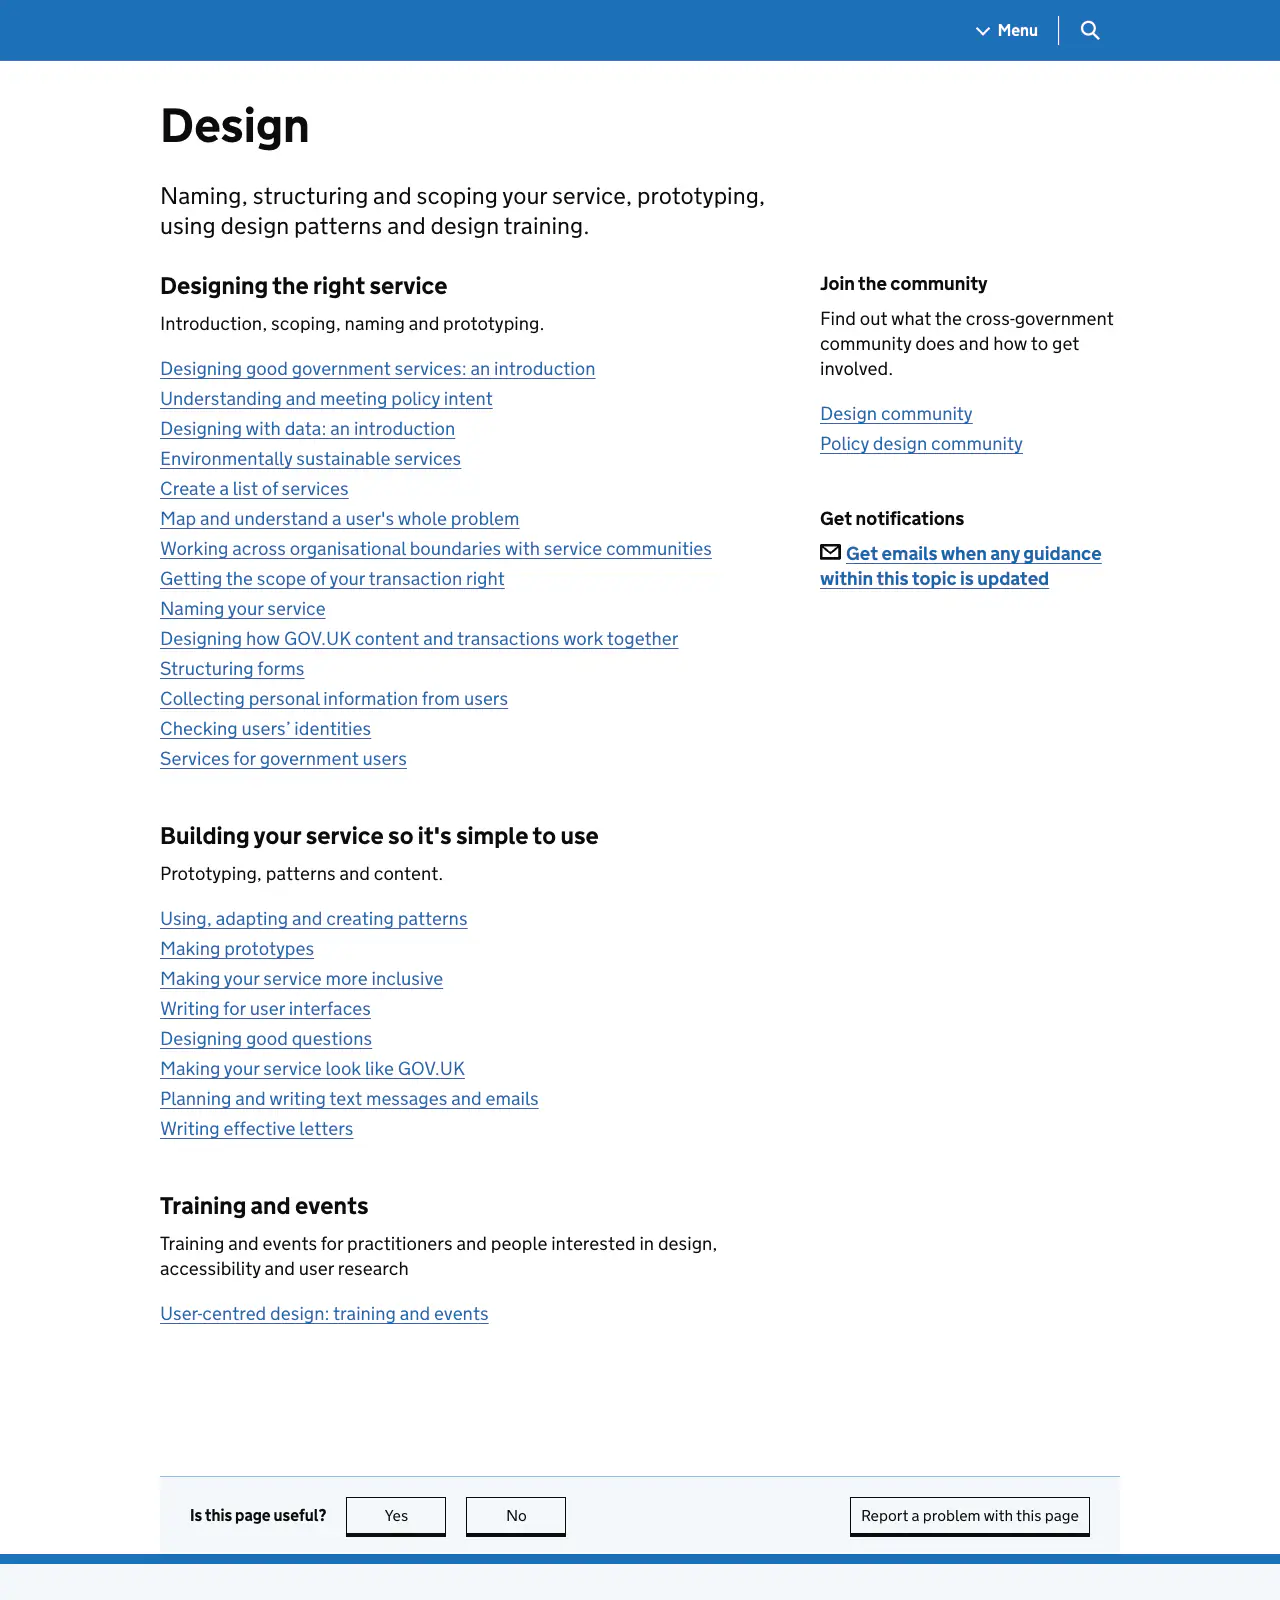 Menu
Design
Naming, structuring and scoping your service, prototyping,
using design patterns and design training.
Designing the right service
Introduction, scoping, naming and prototyping.
Designing good government services: an introduction
Understanding and meeting policy intent
Designing with data: an introduction
Environmentally sustainable services
Create a list of services
Map and understand a user's whole problem
Working across organisational boundaries with service communities
Getting the scope of your transaction right
Naming your service
Designing how GOV.UK content and transactions work together
Structuring forms
Collecting personal information from users
Checking users’ identities
Services for government users
Building your service so it's simple to use
Prototyping, patterns and content.
Using, adapting and creating patterns
Making prototypes
Making your service more inclusive
Writing for user interfaces
Designing good questions
Making your service look like GOV.UK
Planning and writing text messages and emails
Writing effective letters
Training and events
Training and events for practitioners and people interested in design,
accessibility and user research
User-centred design: training and events
Join the community
Find out what the cross-government
community does and how to get
involved.
Design community
Policy design community
Get notifications
Get emails when any guidance
within this topic is updated
Is this page useful?
Yes
No
Report a problem with this page